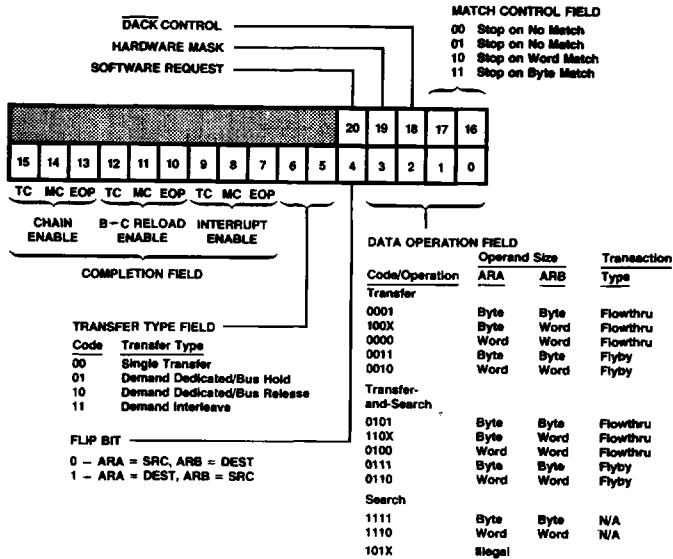 MATCH CONTROL FIELD
00 Stop on No Match
01 Stop on No Match
10 Stop on Word Match
11 Stop on Byte Match
DACK CONTROL
HARDWARE MASK
SOFTWARE REQUEST
20 19 18 17 16
15 14 13 12 11 10 9 8 7 6 5 4 3 2 1 0
TC MC EOP TC MC EOP TC MC EOP
CHAIN ENABLE
B–C RELOAD ENABLE
INTERRUPT ENABLE
COMPLETION FIELD
TRANSFER TYPE FIELD
Code Transfer Type
00 Single Transfer
01 Demand Dedicated/Bus Hold
10 Demand Dedicated/Bus Release
11 Demand Interleave
FLIP BIT
0 – ARA = SRC, ARB = DEST
1 – ARA = DEST, ARB = SRC
DATA OPERATION FIELD
Operand Size Transaction
Code/Operation ARA ARB Type
Transfer
0001 Byte Byte Flowthru
100X Byte Word Flowthru
0000 Word Word Flowthru
0011 Byte Byte Flyby
0010 Word Word Flyby
Transfer-
and-Search
0101 Byte Byte Flowthru
110X Byte Word Flowthru
0100 Word Word Flowthru
0111 Byte Byte Flyby
0110 Word Word Flyby
Search
1111 Byte Byte N/A
1110 Word Word N/A
101X Illegal